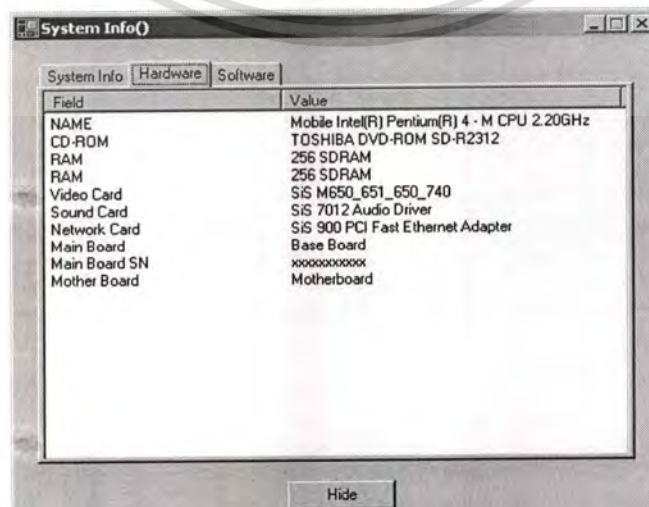 System Info()
System Info Hardware Software
Field Value
NAME Mobile Intel(R) Pentium(R) 4 - M CPU 2.20GHz
CD-ROM TOSHIBA DVD-ROM SD-R2312
RAM 256 SDRAM
RAM 256 SDRAM
Video Card SiS M650_651_650_740
Sound Card SiS 7012 Audio Driver
Network Card SiS 900 PCI Fast Ethernet Adapter
Main Board Base Board
Main Board SN xxxxxxxxxxx
Mother Board Motherboard
Hide